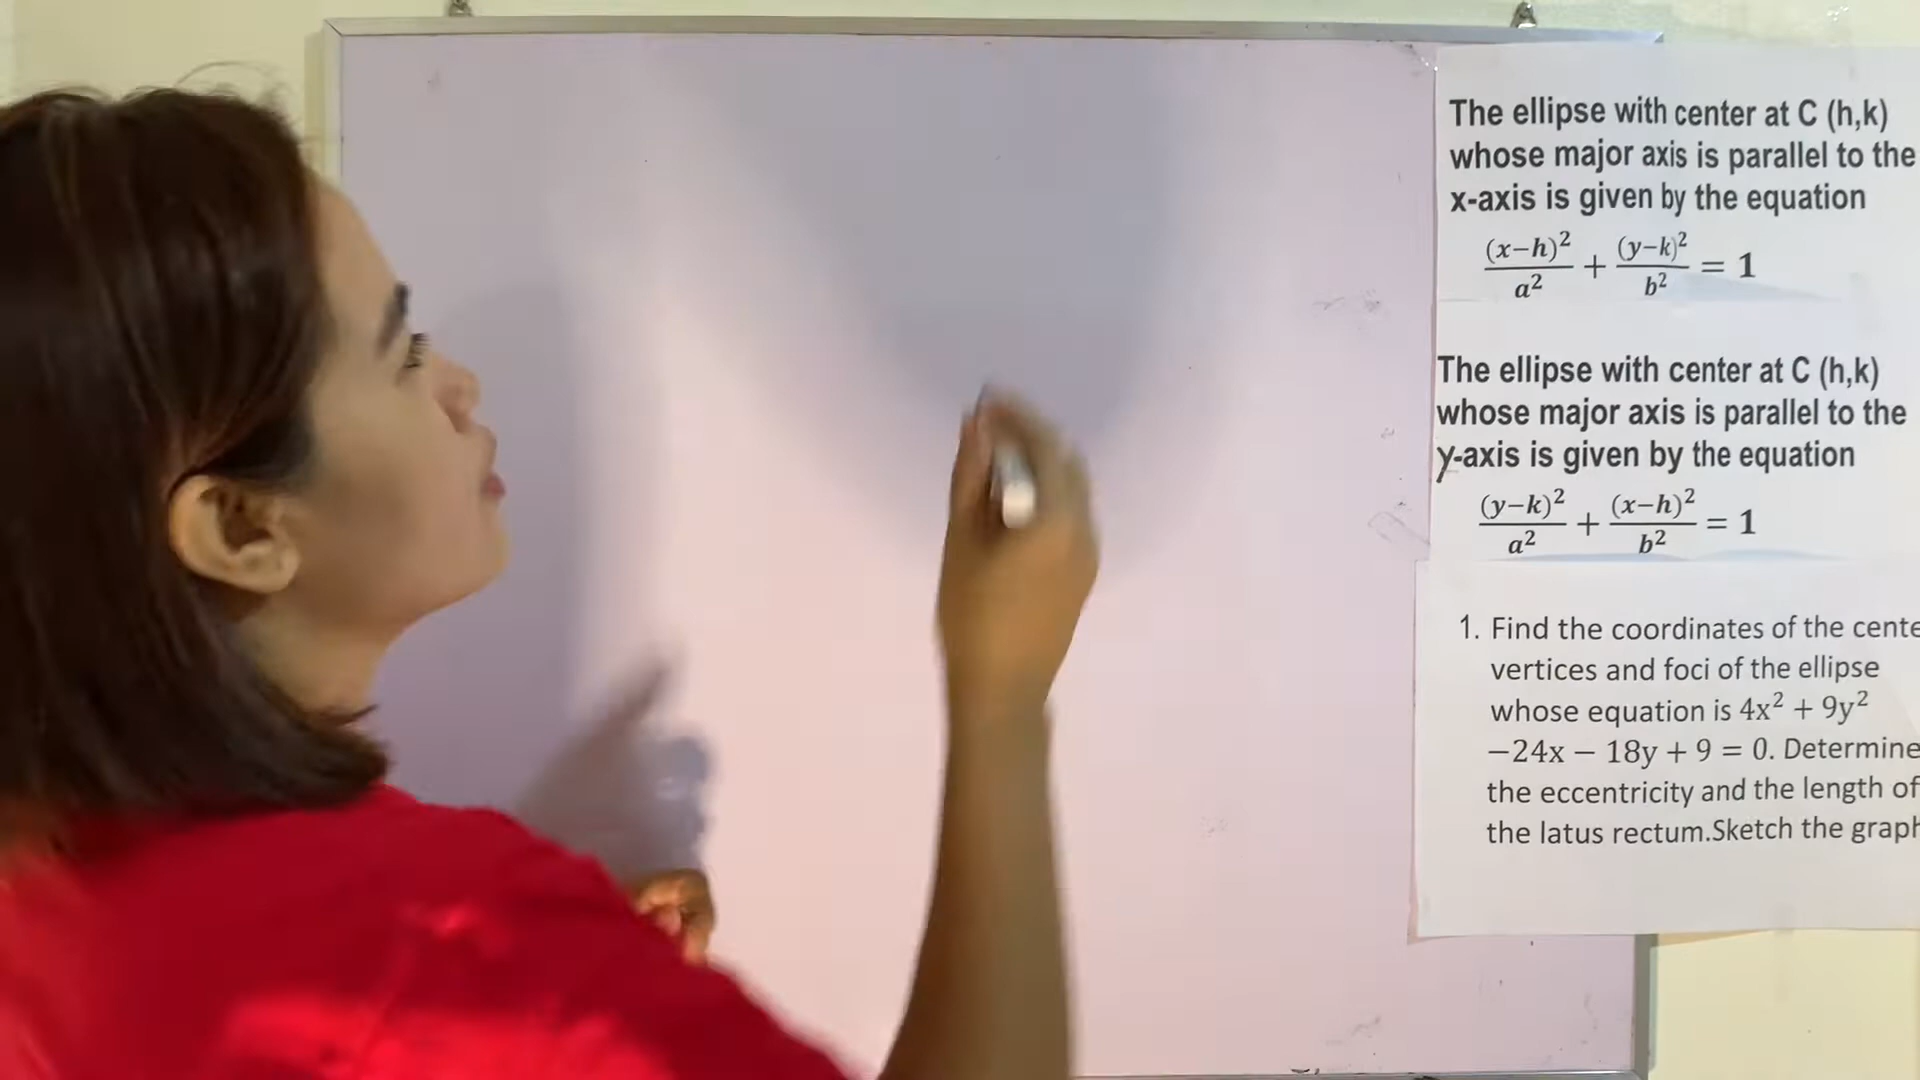 The ellipse with center at C (h,k)
whose major axis is parallel to the
x-axis is given by the equation
(x−h)²/a² + (y−k)²/b² = 1
The ellipse with center at C (h,k)
whose major axis is parallel to the
y-axis is given by the equation
(y−k)²/a² + (x−h)²/b² = 1
1. Find the coordinates of the cente
vertices and foci of the ellipse
whose equation is 4x² + 9y²
−24x − 18y + 9 = 0. Determine
the eccentricity and the length of
the latus rectum.Sketch the graph